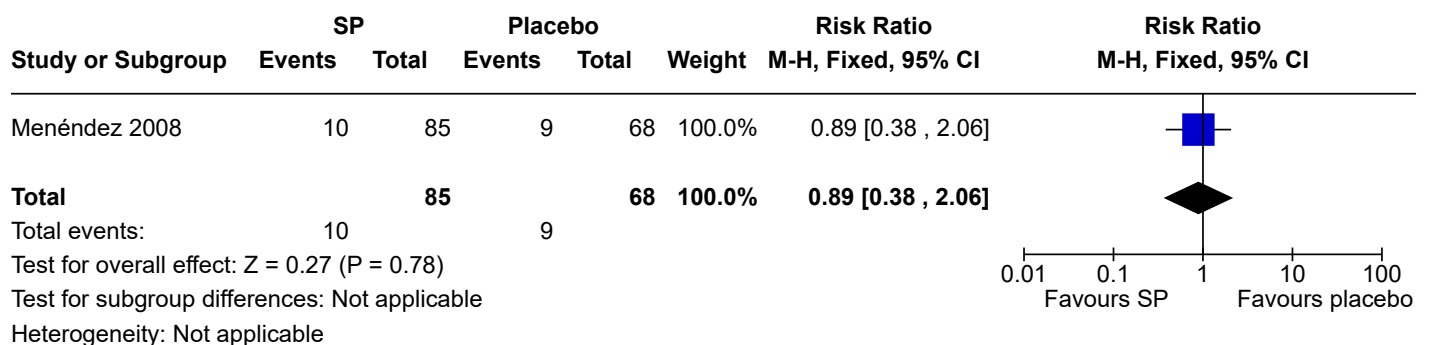 SP Placebo Risk Ratio Risk Ratio
Study or Subgroup Events Total Events Total Weight M-H, Fixed, 95% CI M-H, Fixed, 95% CI
Menéndez 2008 10 85 9 68 100.0% 0.89 [0.38 , 2.06]
Total 85 68 100.0% 0.89 [0.38 , 2.06]
Total events: 10 9
Test for overall effect: Z = 0.27 (P = 0.78)
0.01 0.1 1 10 100
Test for subgroup differences: Not applicable Favours SP Favours placebo
Heterogeneity: Not applicable